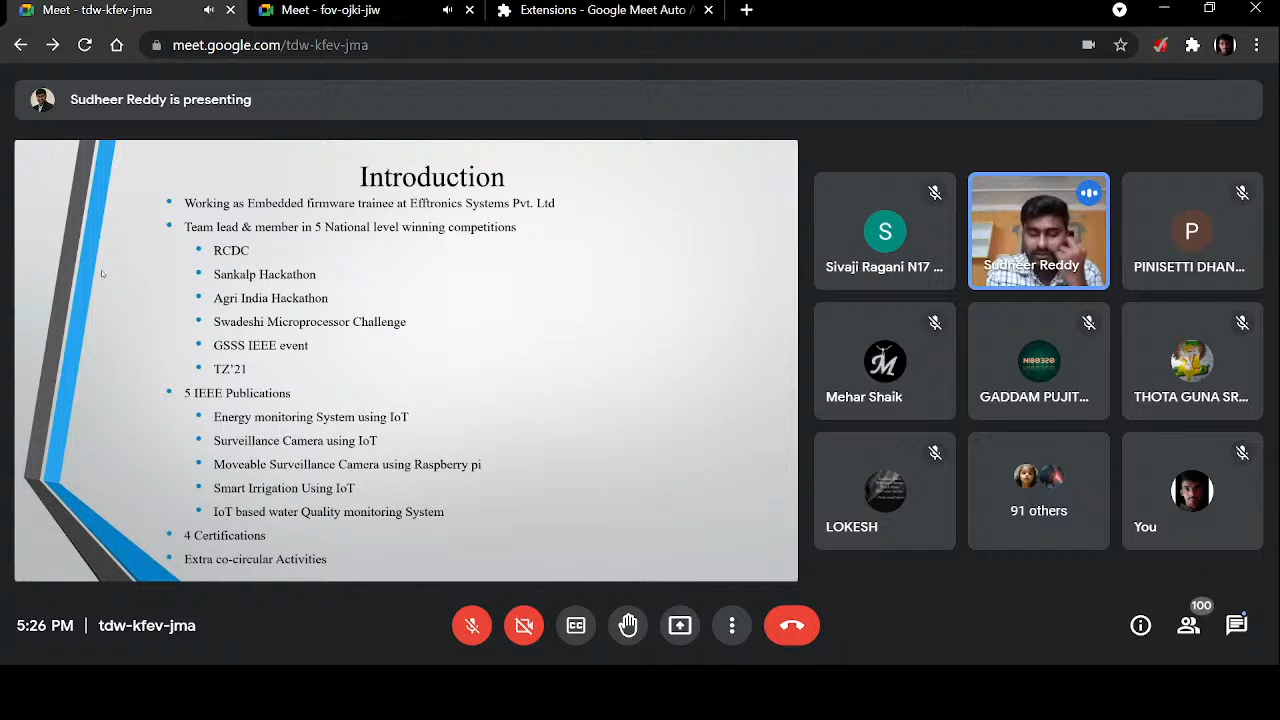 Meet - tdw-kfev-jma
Meet - fov-ojki-jiw
Extensions - Google Meet Auto A
meet.google.com/tdw-kfev-jma
Sudheer Reddy is presenting
Introduction
Working as Embedded firmware trainee at Efftronics Systems Pvt. Ltd
Team lead & member in 5 National level winning competitions
RCDC
Sankalp Hackathon
Agri India Hackathon
Swadeshi Microprocessor Challenge
GSSS IEEE event
TZ’21
5 IEEE Publications
Energy monitoring System using IoT
Surveillance Camera using IoT
Moveable Surveillance Camera using Raspberry pi
Smart Irrigation Using IoT
IoT based water Quality monitoring System
4 Certifications
Extra co-circular Activities
S
Sivaji Ragani N17 ...
Sudheer Reddy
P
PINISETTI DHAN...
M
Mehar Shaik
N180320
GADDAM PUJIT...
THOTA GUNA SR...
LOKESH
91 others
You
5:26 PM | tdw-kfev-jma
CC
100